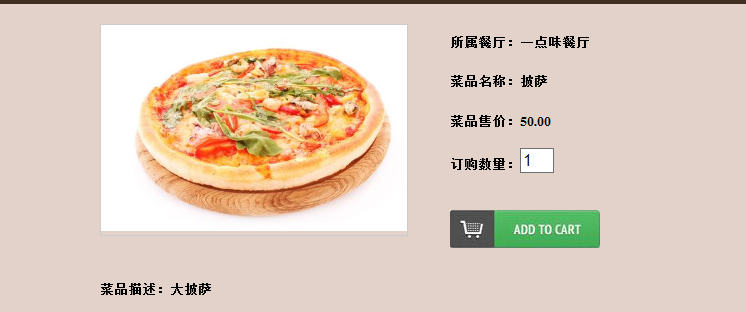 所属餐厅：一点味餐厅
菜品名称：披萨
菜品售价：50.00
订购数量：1
ADD TO CART
菜品描述：大披萨